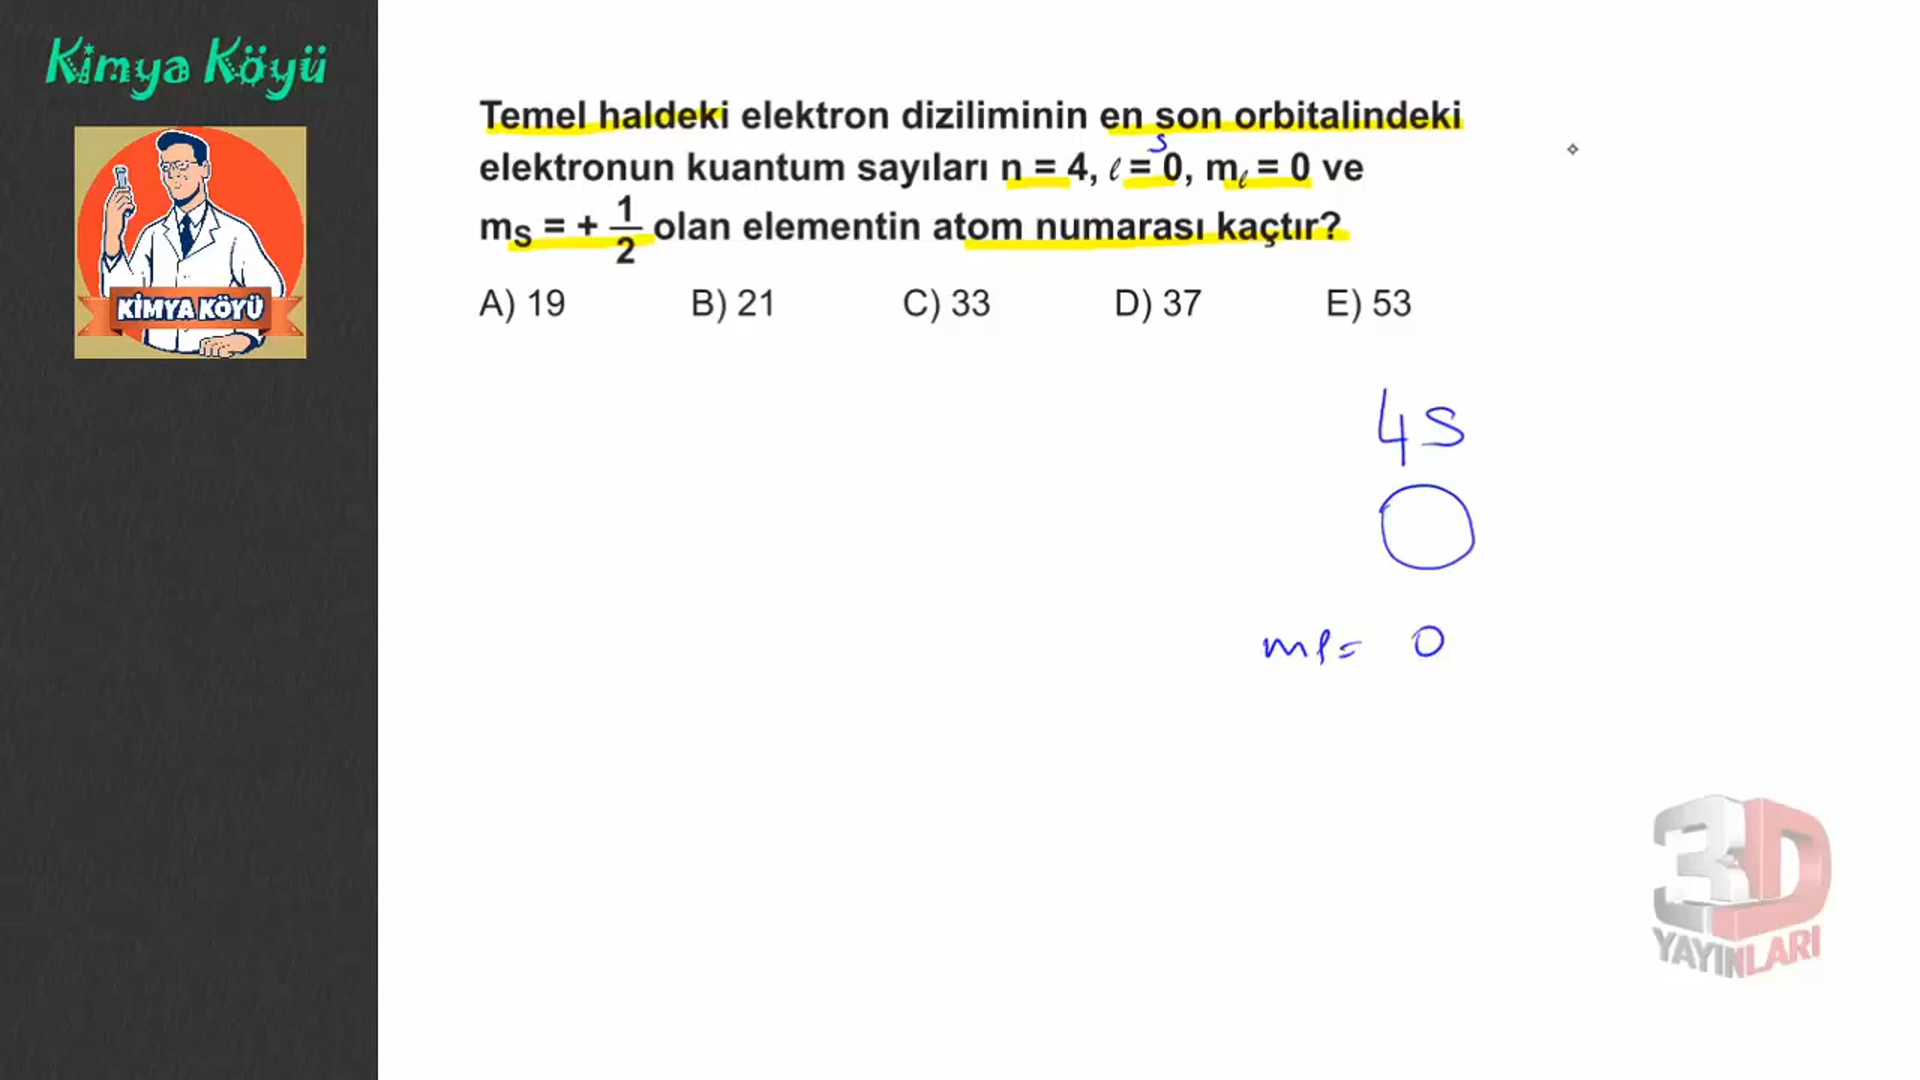 Kimya Köyü
KİMYA KÖYÜ
Temel haldeki elektron diziliminin en son orbitalindeki
s
elektronun kuantum sayıları n = 4, ℓ = 0, mℓ = 0 ve
mS = + 1/2 olan elementin atom numarası kaçtır?
A) 19 B) 21 C) 33 D) 37 E) 53
4s
mℓ = 0
3D
YAYINLARI